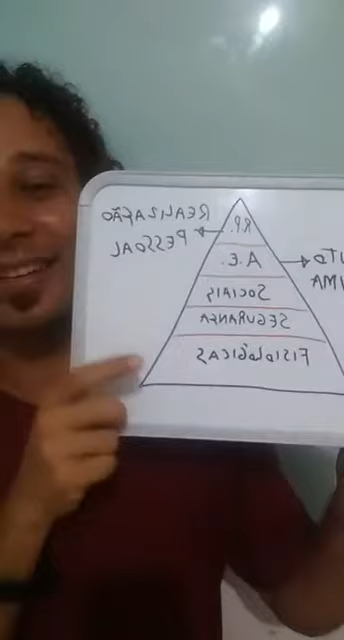 REALIZAÇÃO
PESSOAL
R.P.
A.E.
SOCIAIS
SEGURANÇA
FISIOLÓGICAS